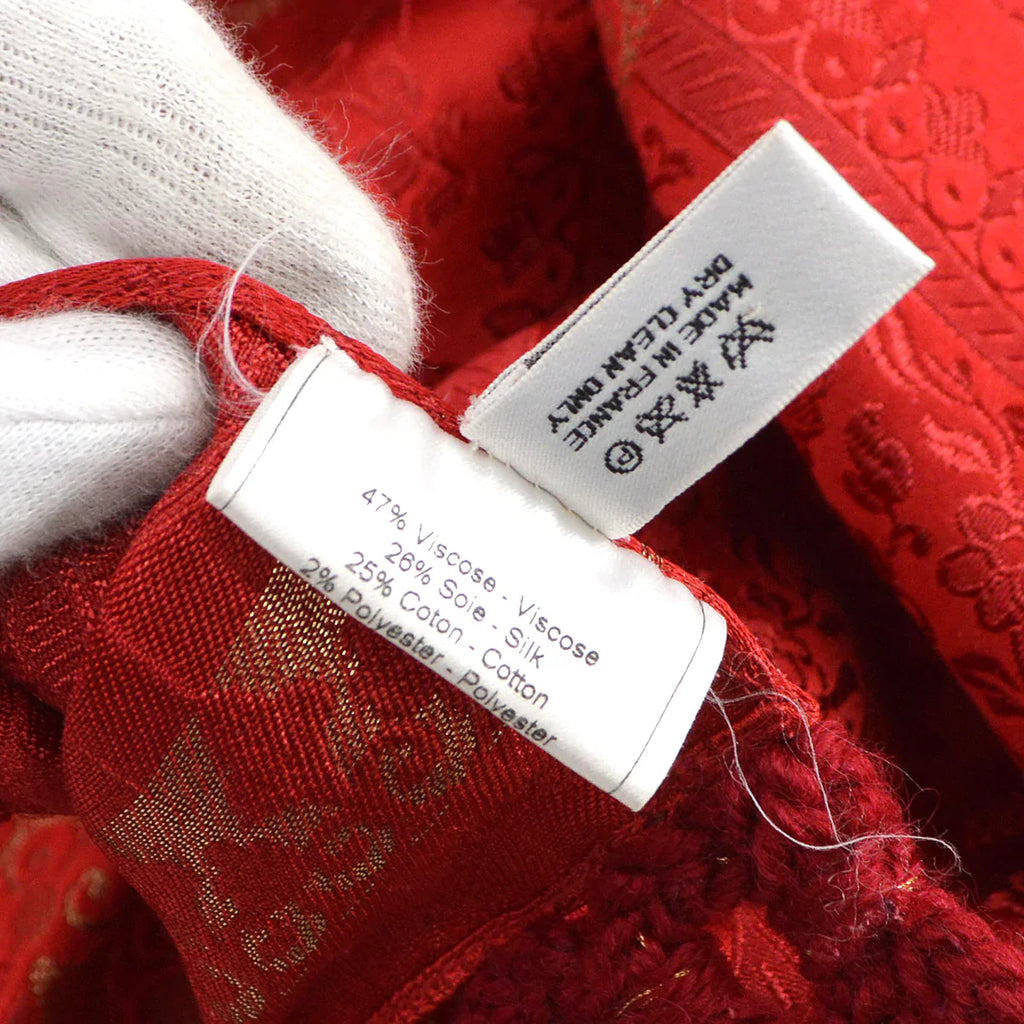 47% Viscose - Viscose
26% Soie - Silk
25% Coton - Cotton
2% Polyester - Polyester
MADE IN FRANCE
DRY CLEAN ONLY
P